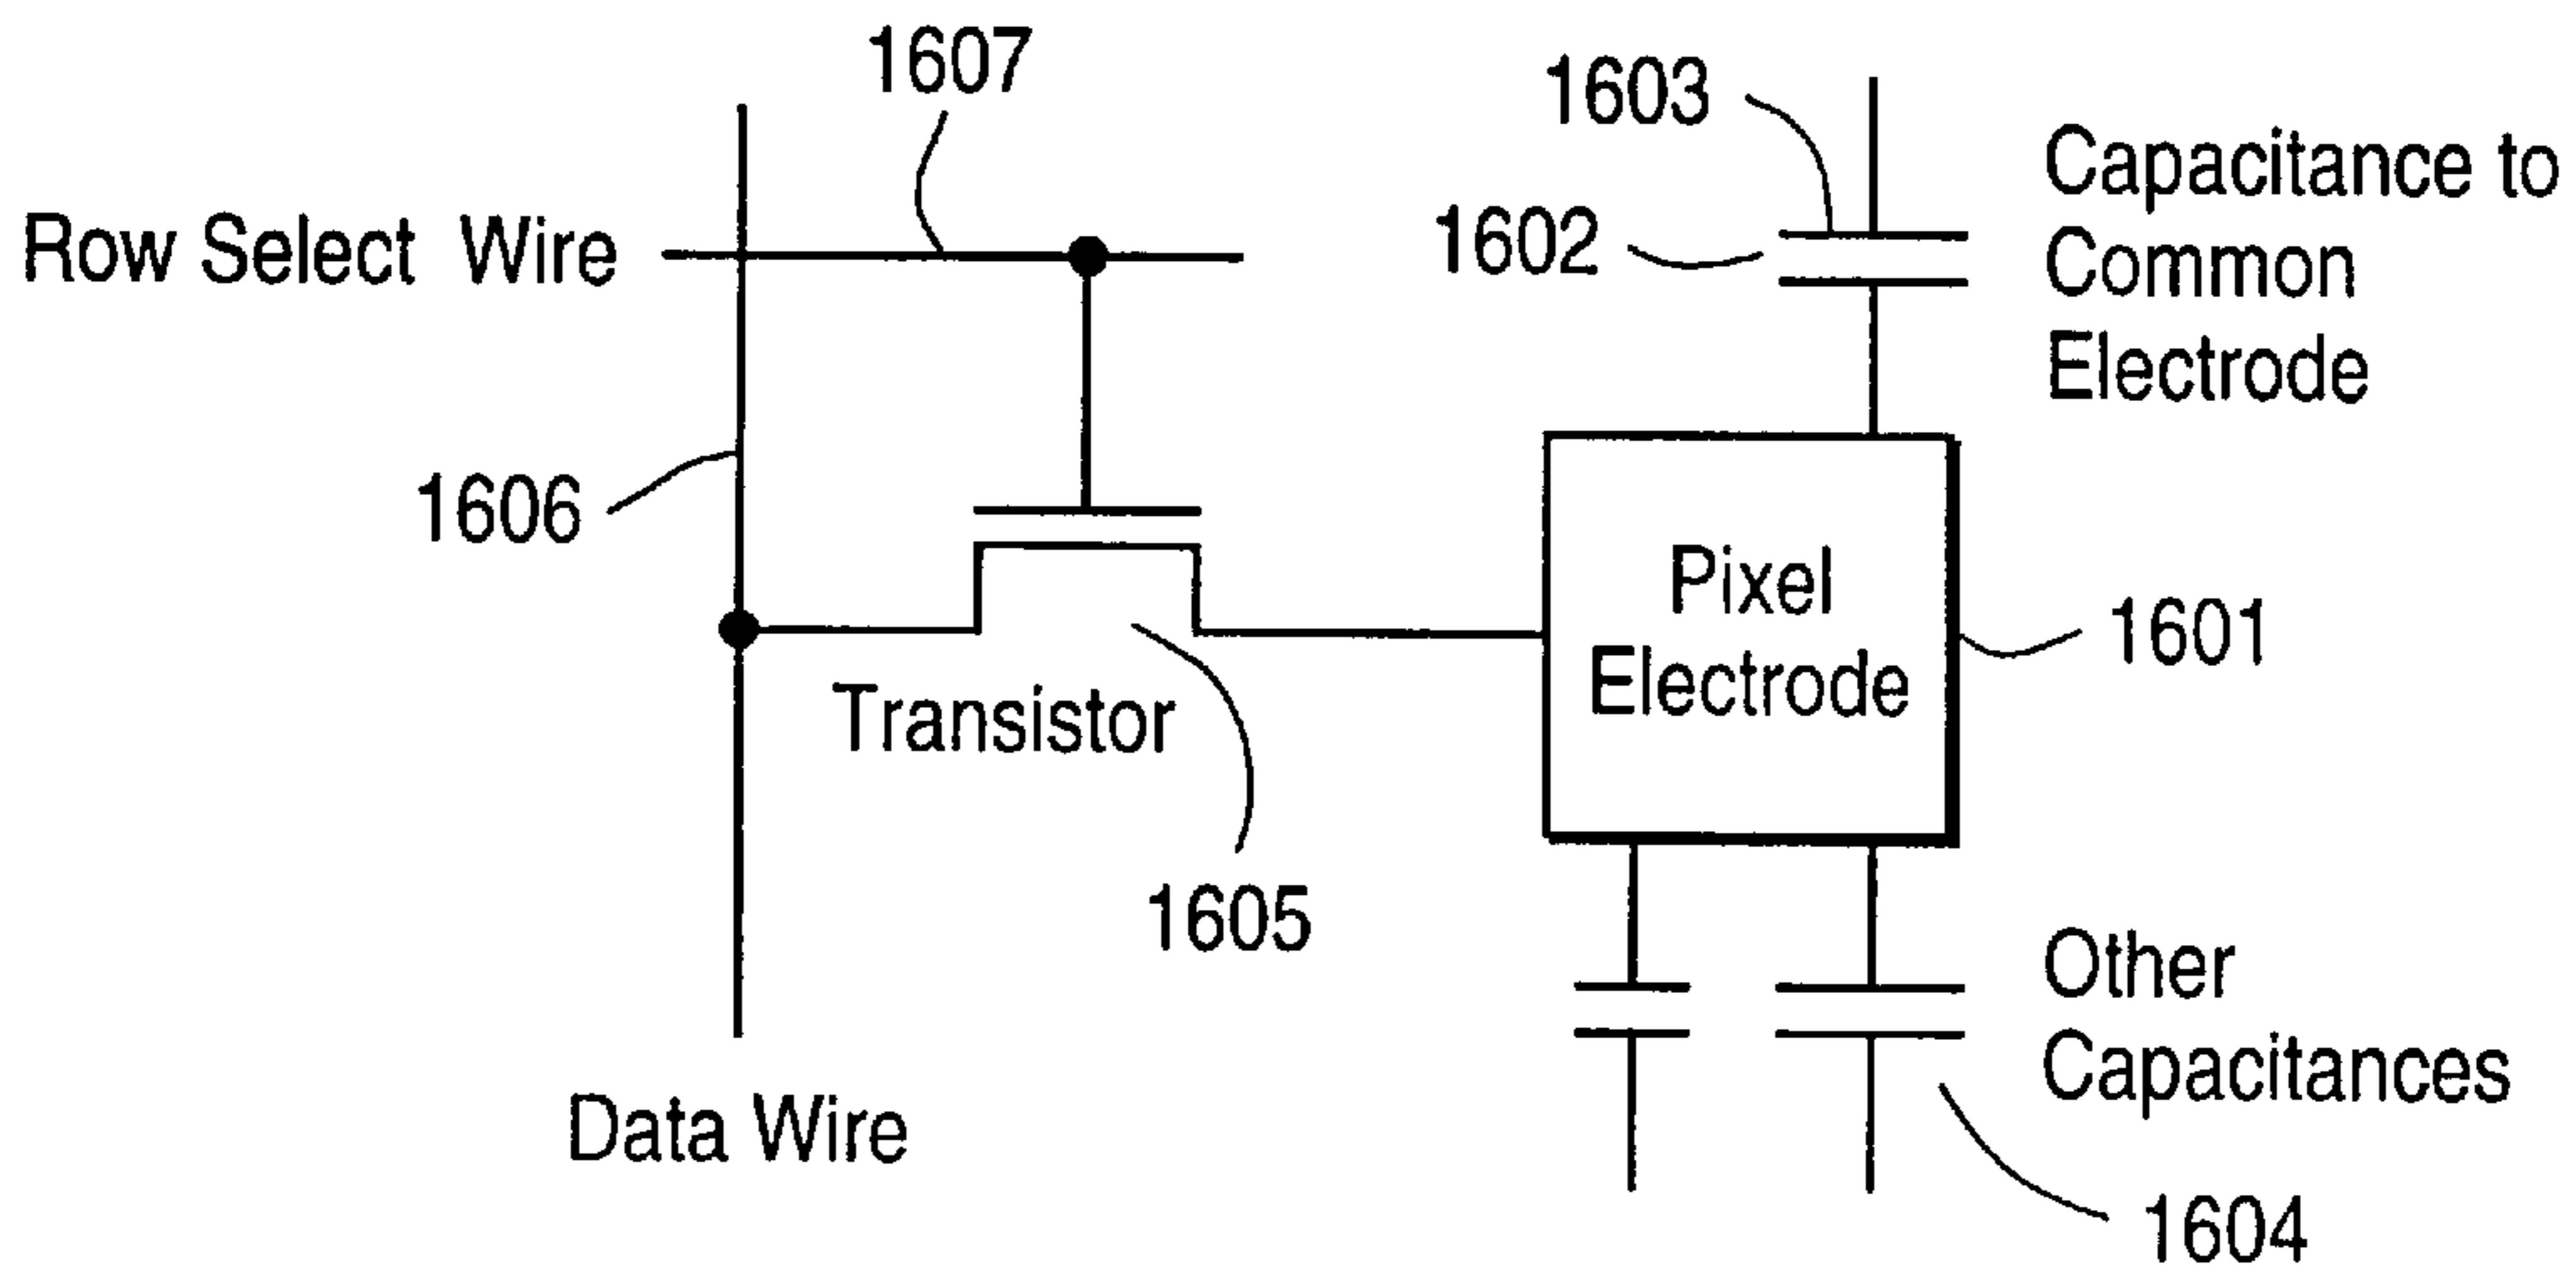 1607
1603
Capacitance to
Common
Electrode
1602
Row Select Wire
1606
Pixel
Electrode
1601
Transistor
1605
Other
Capacitances
Data Wire
1604